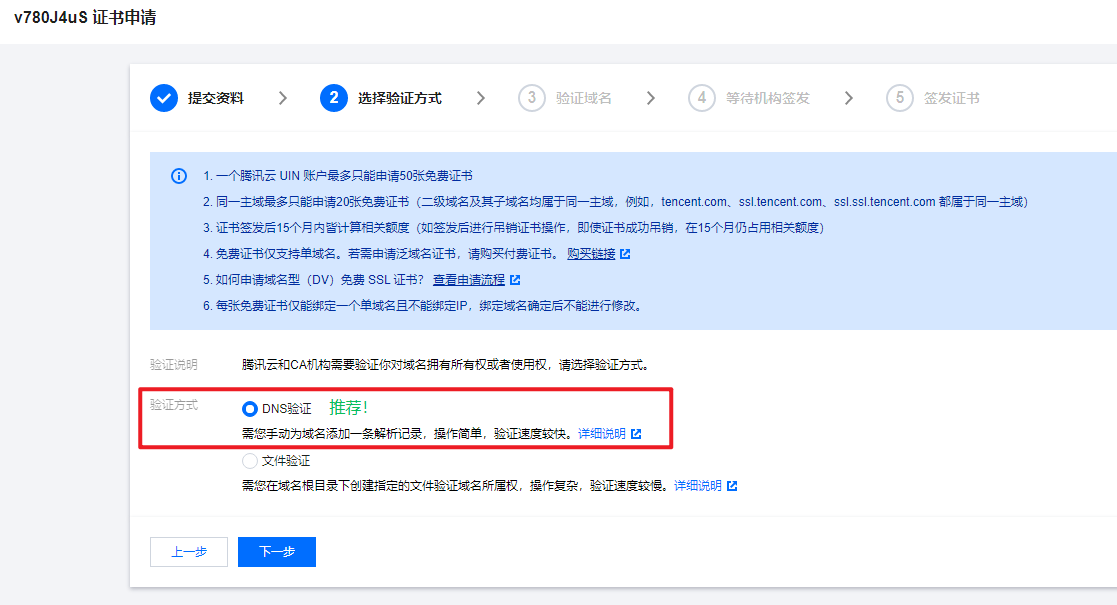 v780J4uS 证书申请
提交资料 2 选择验证方式 3 验证域名 4 等待机构签发 5 签发证书
1. 一个腾讯云 UIN 账户最多只能申请50张免费证书
2. 同一主域最多只能申请20张免费证书（二级域名及其子域名均属于同一主域，例如，tencent.com、ssl.tencent.com、ssl.ssl.tencent.com 都属于同一主域）
3. 证书签发后15个月内皆计算相关额度（如签发后进行吊销证书操作，即使证书成功吊销，在15个月仍占用相关额度）
4. 免费证书仅支持单域名。若需申请泛域名证书，请购买付费证书。 购买链接
5. 如何申请域名型（DV）免费 SSL 证书？ 查看申请流程
6. 每张免费证书仅能绑定一个单域名且不能绑定IP，绑定域名确定后不能进行修改。
验证说明 腾讯云和CA机构需要验证你对域名拥有所有权或者使用权，请选择验证方式。
验证方式 DNS验证 推荐！
需您手动为域名添加一条解析记录，操作简单，验证速度较快。详细说明
文件验证
需您在域名根目录下创建指定的文件验证域名所属权，操作复杂，验证速度较慢。详细说明
上一步 下一步